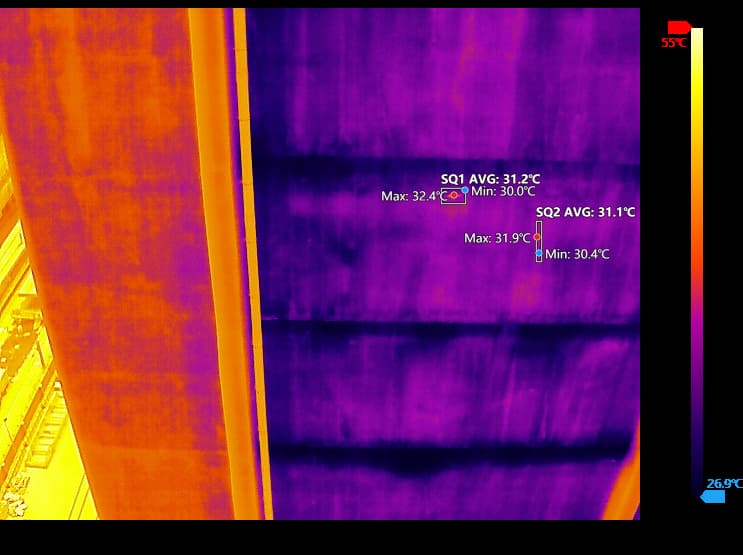 55℃
SQ1 AVG: 31.2℃
Max: 32.4℃
Min: 30.0℃
SQ2 AVG: 31.1℃
Max: 31.9℃
Min: 30.4℃
26.9℃